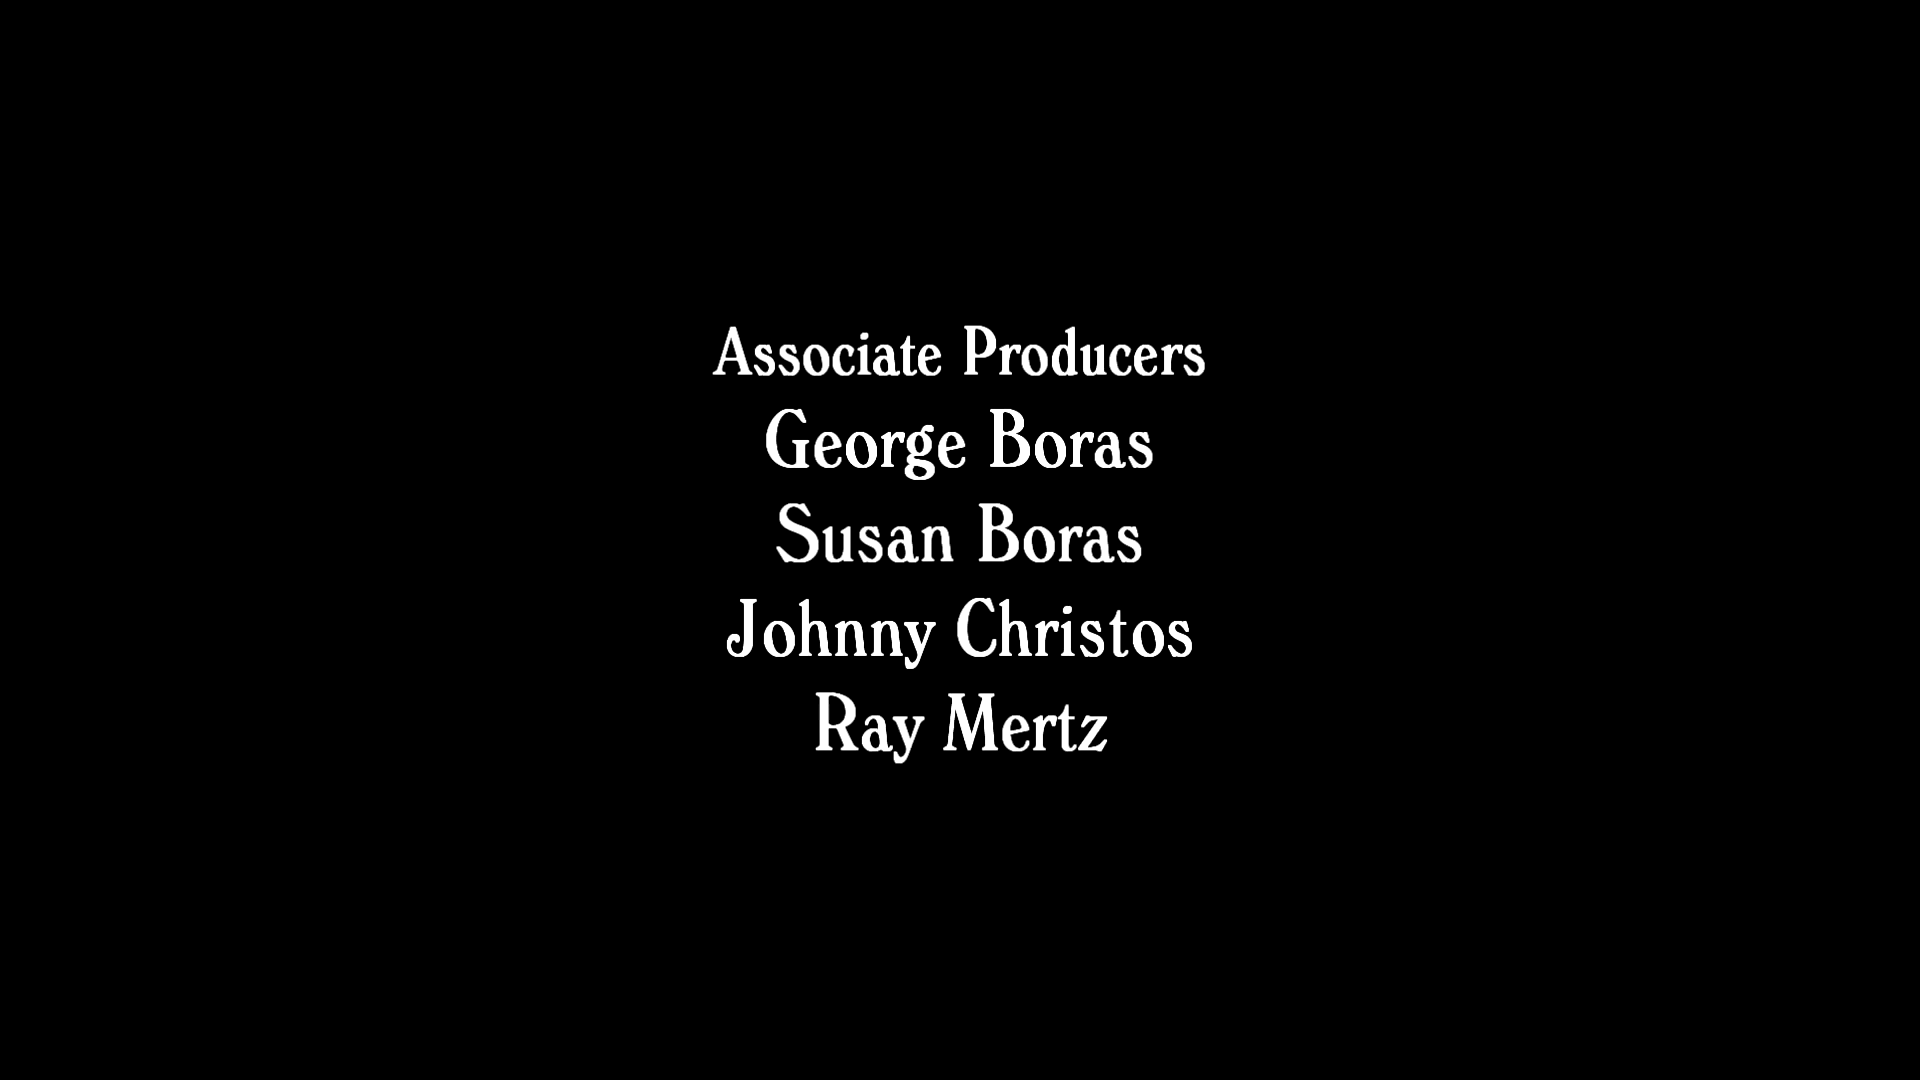 Associate Producers
George Boras
Susan Boras
Johnny Christos
Ray Mertz